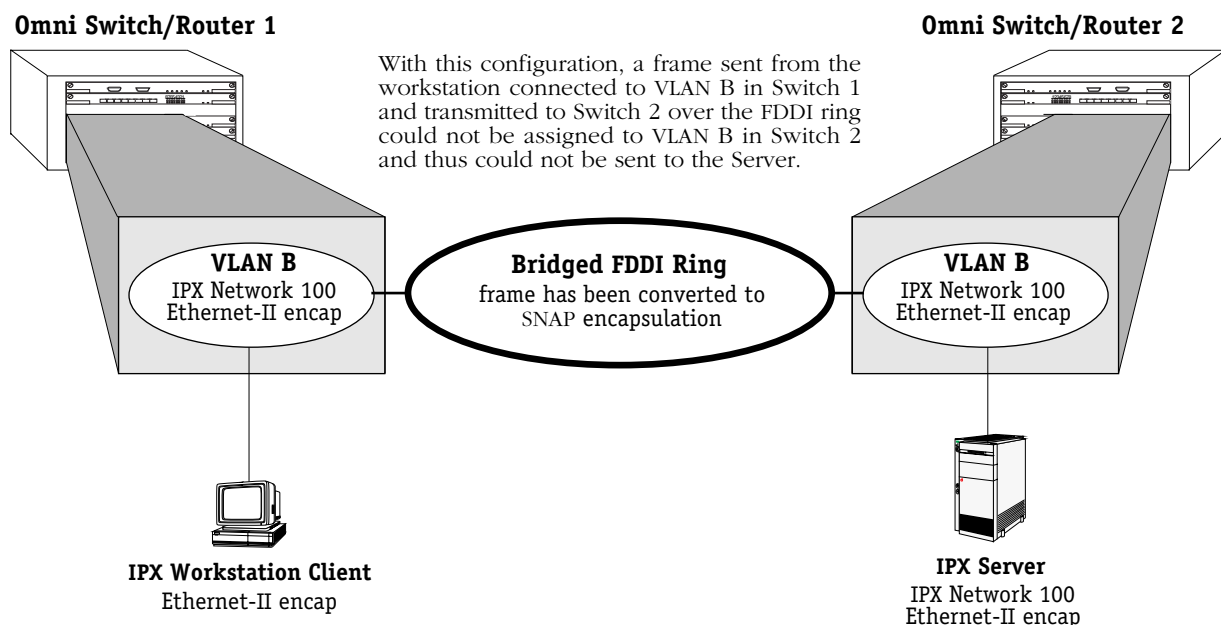 Omni Switch/Router 1
Omni Switch/Router 2
With this configuration, a frame sent from the
workstation connected to VLAN B in Switch 1
and transmitted to Switch 2 over the FDDI ring
could not be assigned to VLAN B in Switch 2
and thus could not be sent to the Server.
VLAN B
IPX Network 100
Ethernet-II encap
Bridged FDDI Ring
frame has been converted to
SNAP encapsulation
VLAN B
IPX Network 100
Ethernet-II encap
IPX Workstation Client
Ethernet-II encap
IPX Server
IPX Network 100
Ethernet-II encap